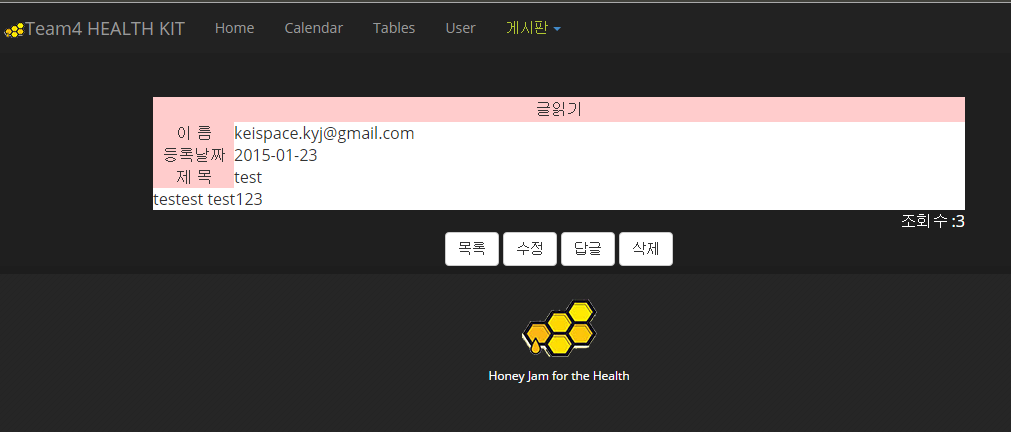 Team4 HEALTH KIT Home Calendar Tables User 게시판
글읽기
이 름 keispace.kyj@gmail.com
등록날짜 2015-01-23
제 목 test
testest test123
조회수 :3
목록 수정 답글 삭제
Honey Jam for the Health